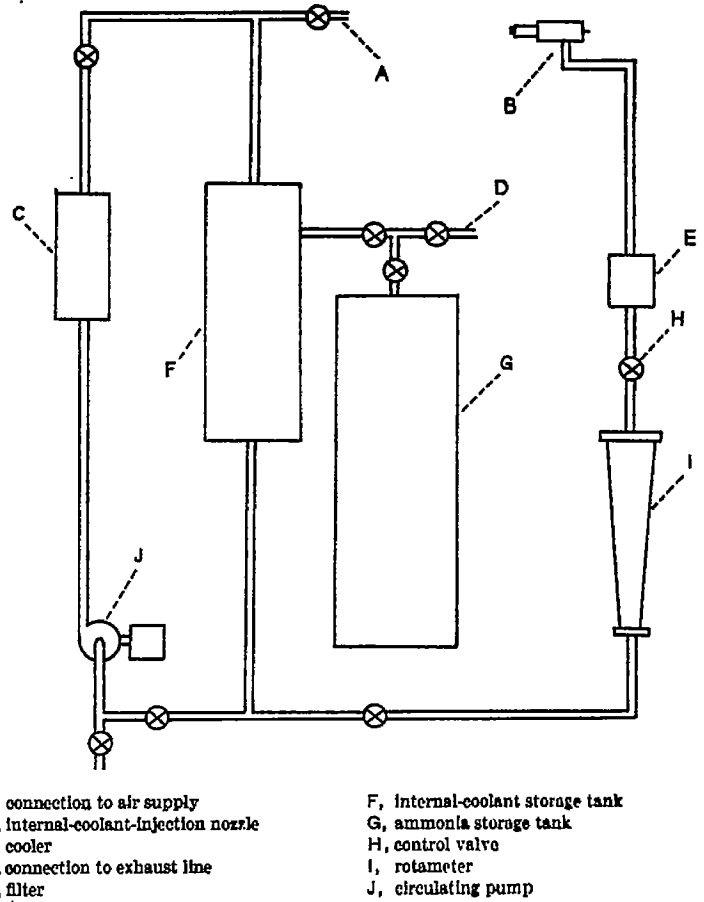 A
B
C
D
E
F
G
H
I
J
connection to air supply
, internal-coolant-injection nozzle
cooler
, connection to exhaust line
, filter
F, internal-coolant storage tank
G, ammonia storage tank
H, control valve
I, rotameter
J, circulating pump